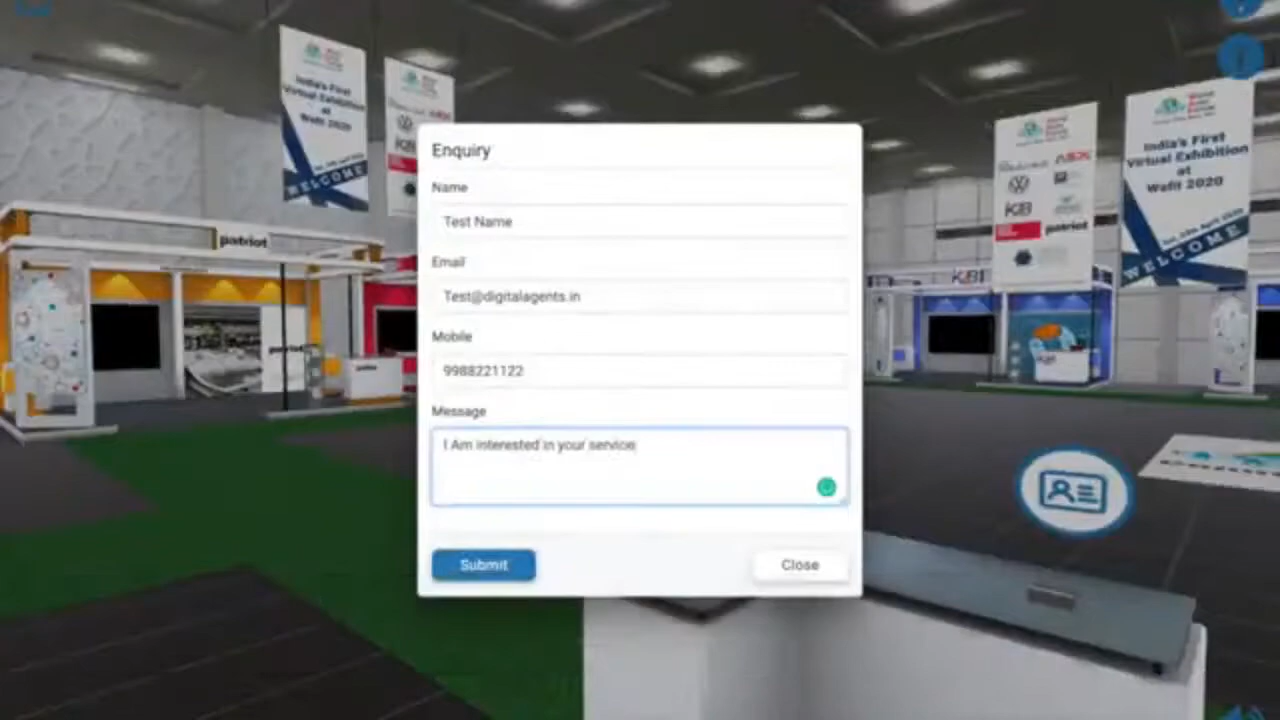 India's First
Virtual Exhibition
at
Wafit 2020
WELCOME
patriot
Enquiry
Name
Test Name
Email
Test@digitalagents.in
Mobile
9988221122
Message
I Am interested in your service
Submit
Close
India's First
Virtual Exhibition
at
Wafit 2020
WELCOME
patriot